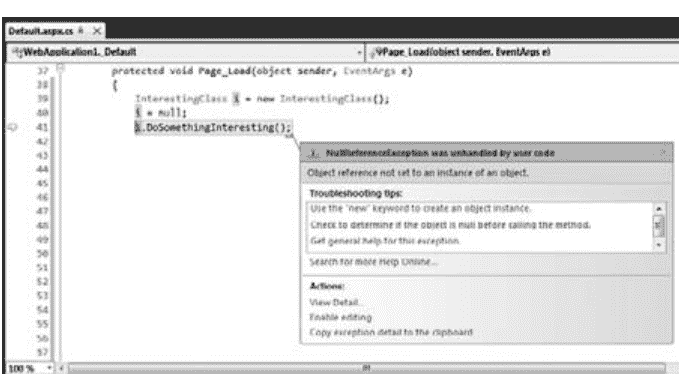 Default.aspx.cs
WebApplication1._Default
Page_Load(object sender, EventArgs e)
37 protected void Page_Load(object sender, EventArgs e)
38 {
39 InterestingClass i = new InterestingClass();
40 i = null;
41 i.DoSomethingInteresting();
42
43
44
45
46
47
48
49
50
51
52
53
54
55
56
57
NullReferenceException was unhandled by user code
Object reference not set to an instance of an object.
Troubleshooting tips:
Use the "new" keyword to create an object instance.
Check to determine if the object is null before calling the method.
Get general help for this exception.
Search for more Help Online...
Actions:
View Detail...
Enable editing
Copy exception detail to the clipboard
100 %